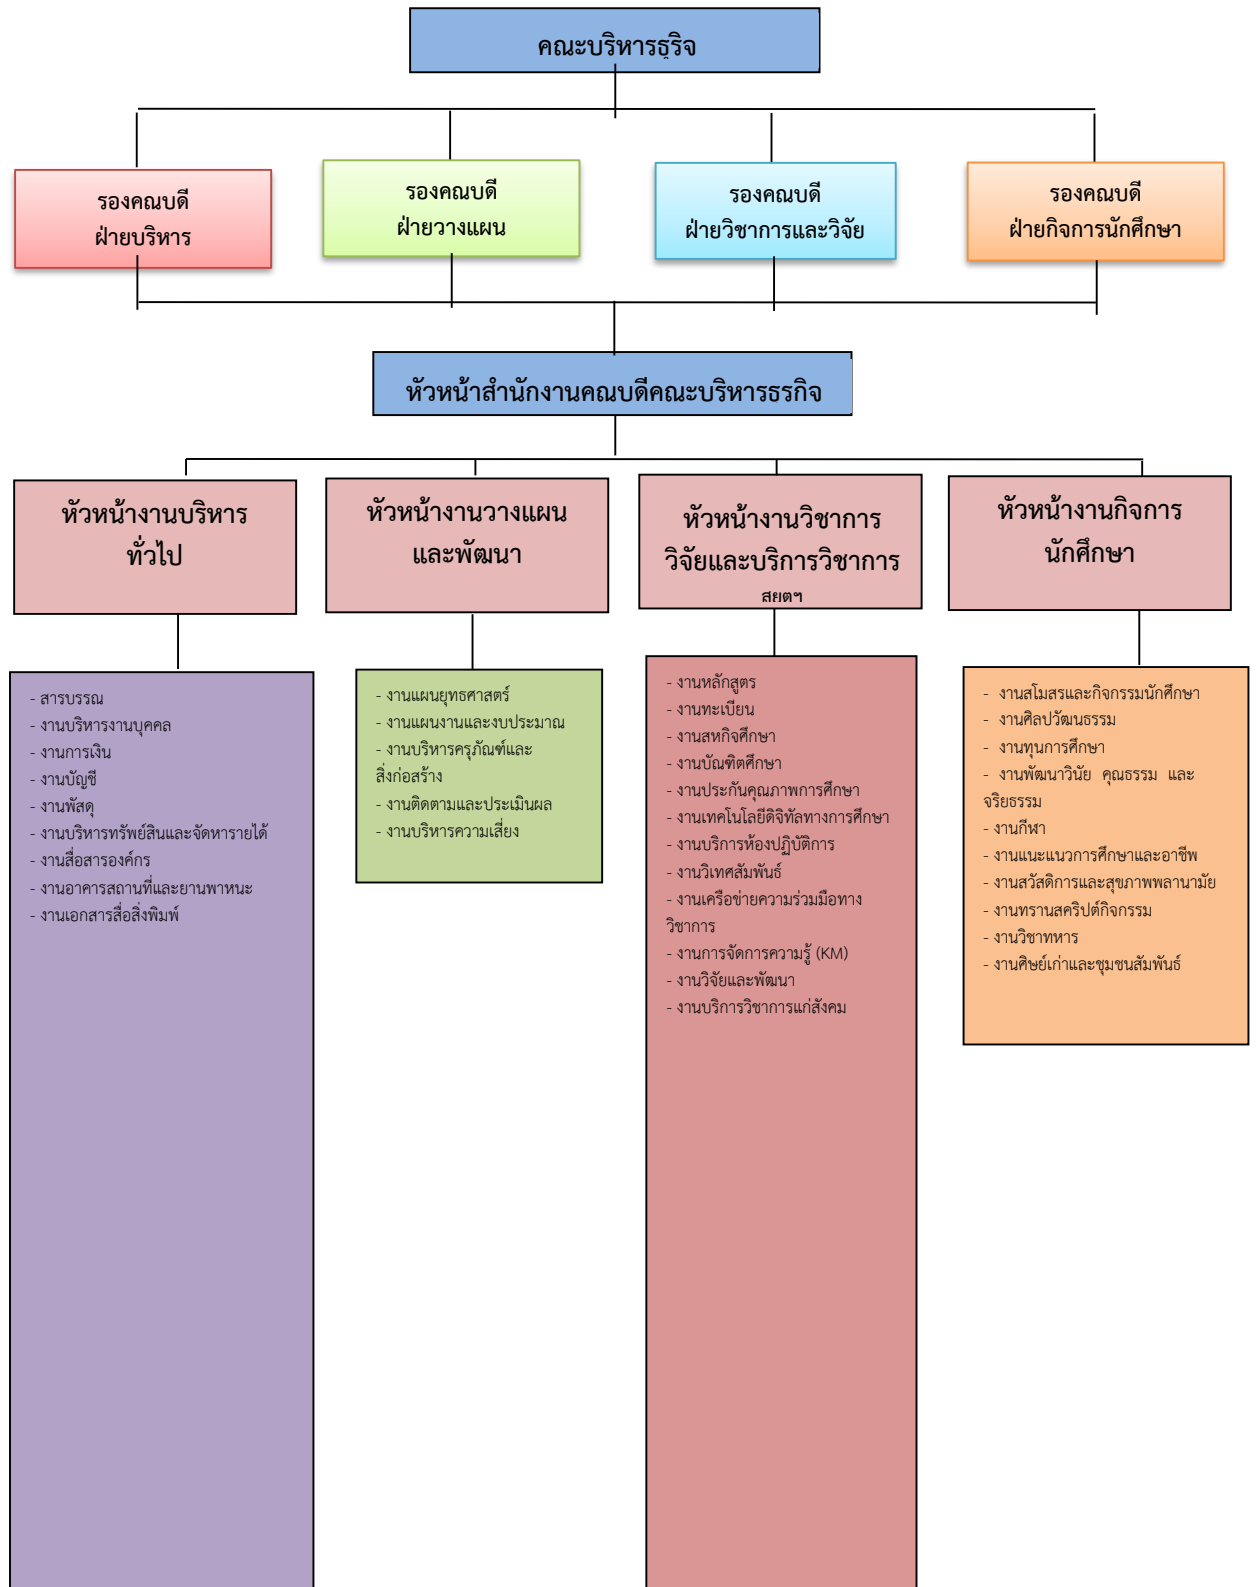 คณะบริหารธุริจ
รองคณบดี
ฝ่ายบริหาร
รองคณบดี
ฝ่ายวางแผน
รองคณบดี
ฝ่ายวิชาการและวิจัย
รองคณบดี
ฝ่ายกิจการนักศึกษา
หัวหน้าสำนักงานคณบดีคณะบริหารธรกิจ
หัวหน้างานบริหาร
ทั่วไป
หัวหน้างานวางแผน
และพัฒนา
หัวหน้างานวิชาการ
วิจัยและบริการวิชาการ
สยตฯ
หัวหน้างานกิจการ
นักศึกษา
- สารบรรณ
- งานบริหารงานบุคคล
- งานการเงิน
- งานบัญชี
- งานพัสดุ
- งานบริหารทรัพย์สินและจัดหารายได้
- งานสื่อสารองค์กร
- งานอาคารสถานที่และยานพาหนะ
- งานเอกสารสื่อสิ่งพิมพ์
- งานแผนยุทธศาสตร์
- งานแผนงานและงบประมาณ
- งานบริหารครุภัณฑ์และ
สิ่งก่อสร้าง
- งานติดตามและประเมินผล
- งานบริหารความเสี่ยง
- งานหลักสูตร
- งานทะเบียน
- งานสหกิจศึกษา
- งานบัณฑิตศึกษา
- งานประกันคุณภาพการศึกษา
- งานเทคโนโลยีดิจิทัลทางการศึกษา
- งานบริการห้องปฏิบัติการ
- งานวิเทศสัมพันธ์
- งานเครือข่ายความร่วมมือทาง
วิชาการ
- งานการจัดการความรู้ (KM)
- งานวิจัยและพัฒนา
- งานบริการวิชาการแก่สังคม
- งานสโมสรและกิจกรรมนักศึกษา
- งานศิลปวัฒนธรรม
- งานทุนการศึกษา
- งานพัฒนาวินัย คุณธรรม และ
จริยธรรม
- งานกีฬา
- งานแนะแนวการศึกษาและอาชีพ
- งานสวัสดิการและสุขภาพพลานามัย
- งานทรานสคริปต์กิจกรรม
- งานวิชาทหาร
- งานศิษย์เก่าและชุมชนสัมพันธ์